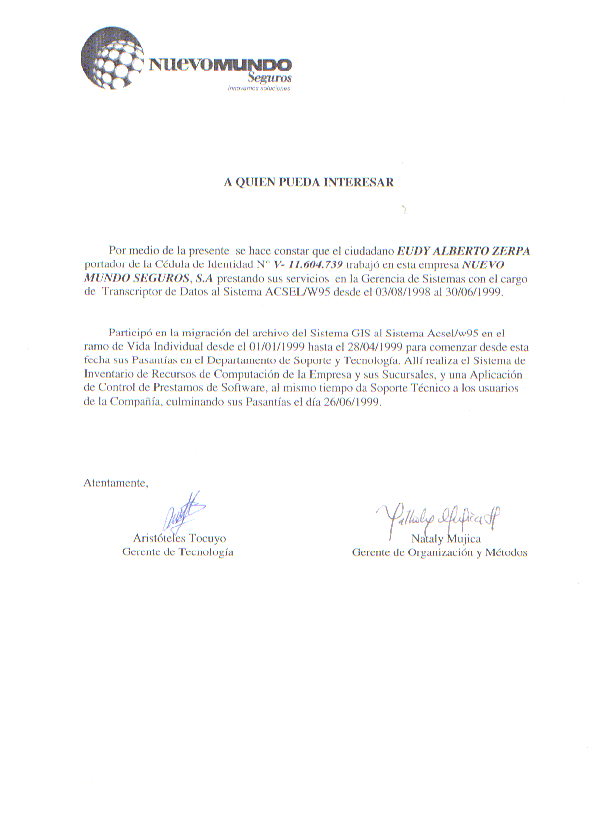 NUEVOMUNDO
Seguros
Innovamos soluciones
A QUIEN PUEDA INTERESAR
Por medio de la presente se hace constar que el ciudadano EUDY ALBERTO ZERPA
portador de la Cédula de Identidad Nº V- 11.604.739 trabajó en esta empresa NUEVO
MUNDO SEGUROS, S.A prestando sus servicios en la Gerencia de Sistemas con el cargo
de Transcriptor de Datos al Sistema ACSEL/W95 desde el 03/08/1998 al 30/06/1999.
Participó en la migración del archivo del Sistema GIS al Sistema Acsel/w95 en el
ramo de Vida Individual desde el 01/01/1999 hasta el 28/04/1999 para comenzar desde esta
fecha sus Pasantías en el Departamento de Soporte y Tecnología. Allí realiza el Sistema de
Inventario de Recursos de Computación de la Empresa y sus Sucursales, y una Aplicación
de Control de Prestamos de Software, al mismo tiempo da Soporte Técnico a los usuarios
de la Compañía, culminando sus Pasantías el día 26/06/1999.
Atentamente,
Aristóteles Tocuyo Nataly Mujica
Gerente de Tecnología Gerente de Organización y Métodos